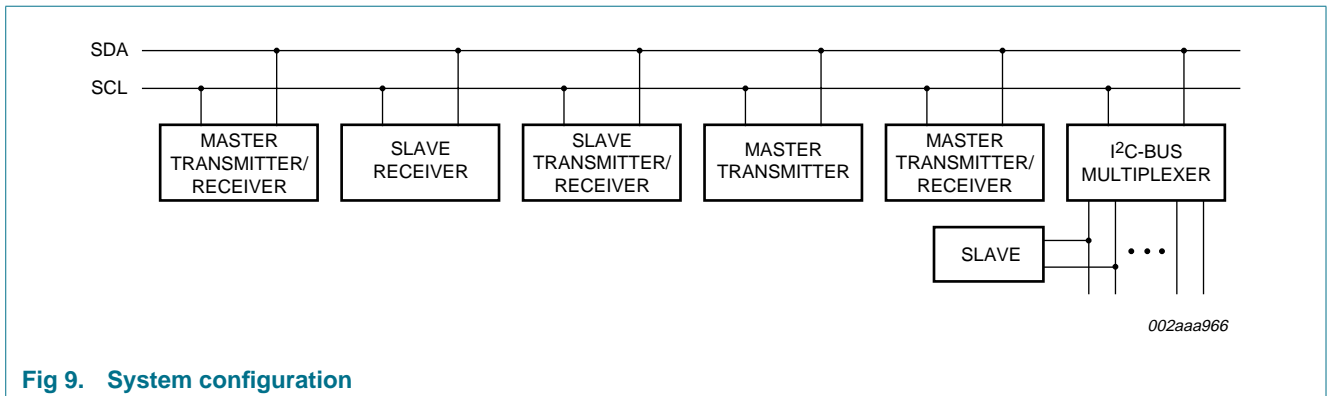 SDA
SCL
MASTER
TRANSMITTER/
RECEIVER
SLAVE
RECEIVER
SLAVE
TRANSMITTER/
RECEIVER
MASTER
TRANSMITTER
MASTER
TRANSMITTER/
RECEIVER
I²C-BUS
MULTIPLEXER
SLAVE
002aaa966
Fig 9. System configuration